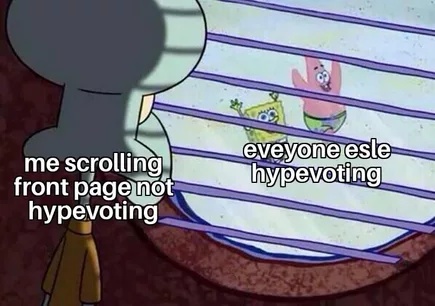 me scrolling
front page not
hypevoting
eveyone esle
hypevoting